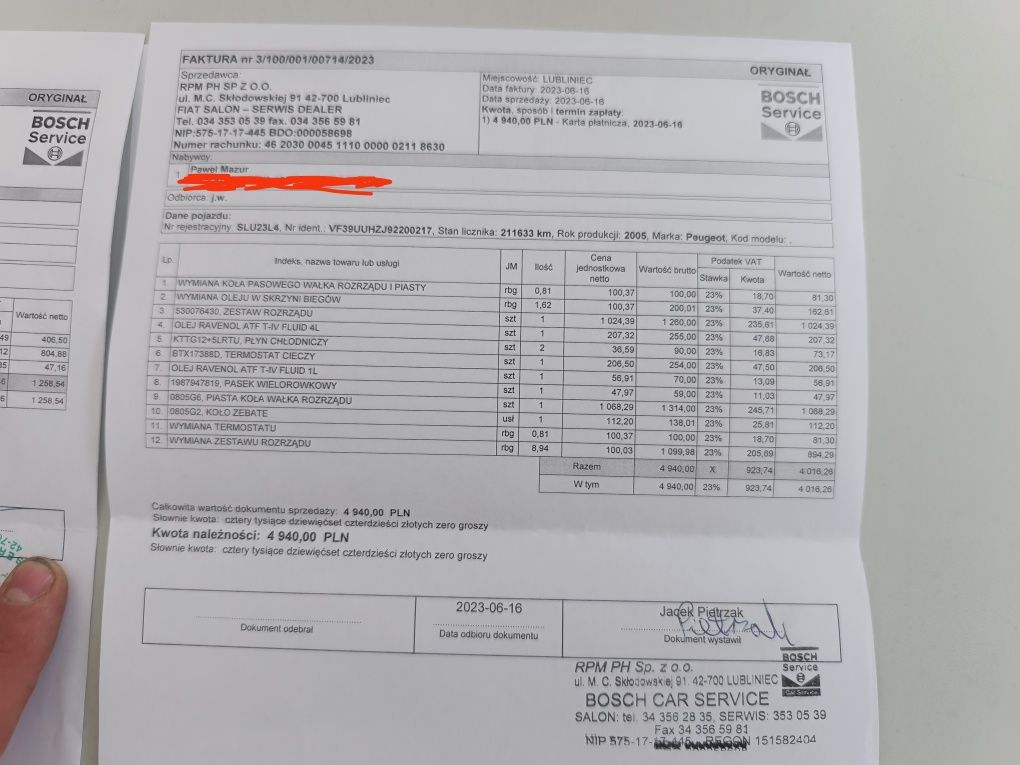 ORYGINAŁ
BOSCH
Service
Wartość netto
406,50
804,88
47,16
1 258,54
1 258,54
FAKTURA nr 3/100/001/00714/2023
ORYGINAŁ
Sprzedawca:
RPM PH SP Z O.O.
ul. M.C. Skłodowskiej 91 42-700 Lubliniec
FIAT SALON – SERWIS DEALER
Tel. 034 353 05 39 fax. 034 356 59 81
NIP:575-17-17-445 BDO:000058698
Numer rachunku: 46 2030 0045 1110 0000 0211 8630
Miejscowość: LUBLINIEC
Data faktury: 2023-06-16
Data sprzedaży: 2023-06-16
Kwota, sposób i termin zapłaty:
1) 4 940,00 PLN - Karta płatnicza, 2023-06-16
BOSCH
Service
Nabywcy:
1. Paweł Mazur
Odbiorca: j.w.
Dane pojazdu:
Nr rejestracyjny: SLU23L4, Nr ident.: VF39UUHZJ92200217, Stan licznika: 211633 km, Rok produkcji: 2005, Marka: Peugeot, Kod modelu: .
Lp. Indeks, nazwa towaru lub usługi JM Ilość Cena jednostkowa netto Wartość brutto Podatek VAT Stawka Kwota Wartość netto
1. WYMIANA KOŁA PASOWEGO WAŁKA ROZRZĄDU I PIASTY rbg 0,81 100,37 100,00 23% 18,70 81,30
2. WYMIANA OLEJU W SKRZYNI BIEGÓW rbg 1,62 100,37 200,01 23% 37,40 162,61
3. 530076430, ZESTAW ROZRZĄDU szt 1 1 024,39 1 260,00 23% 235,61 1 024,39
4. OLEJ RAVENOL ATF T-IV FLUID 4L szt 1 207,32 255,00 23% 47,68 207,32
5. KTTG12+5LRTU, PŁYN CHŁODNICZY szt 2 36,59 90,00 23% 16,83 73,17
6. BTX17388D, TERMOSTAT CIECZY szt 1 206,50 254,00 23% 47,50 206,50
7. OLEJ RAVENOL ATF T-IV FLUID 1L szt 1 56,91 70,00 23% 13,09 56,91
8. 1987947819, PASEK WIELOROWKOWY szt 1 47,97 59,00 23% 11,03 47,97
9. 0805G6, PIASTA KOŁA WAŁKA ROZRZĄDU szt 1 1 068,29 1 314,00 23% 245,71 1 068,29
10. 0805G2, KOŁO ZEBATE usł 1 112,20 138,01 23% 25,81 112,20
11. WYMIANA TERMOSTATU rbg 0,81 100,37 100,00 23% 18,70 81,30
12. WYMIANA ZESTAWU ROZRZĄDU rbg 8,94 100,03 1 099,98 23% 205,69 894,29
Razem 4 940,00 X 923,74 4 016,26
W tym 4 940,00 23% 923,74 4 016,26
Całkowita wartość dokumentu sprzedaży: 4 940,00 PLN
Słownie kwota: cztery tysiące dziewięćset czterdzieści złotych zero groszy
Kwota należności: 4 940,00 PLN
Słownie kwota: cztery tysiące dziewięćset czterdzieści złotych zero groszy
Dokument odebrał
2023-06-16
Data odbioru dokumentu
Jacek Pietrzak
Pietrzak
Dokument wystawił
RPM PH Sp. z o.o.
ul. M. C. Skłodowskiej 91, 42-700 LUBLINIEC
BOSCH CAR SERVICE
SALON: tel. 34 356 28 35, SERWIS: 353 05 39
Fax 34 356 59 81
NIP 575-17-17-445 REGON 151582404
BOSCH
Service
Car Service